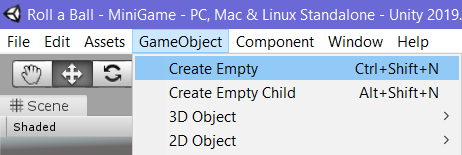 Roll a Ball - MiniGame - PC, Mac & Linux Standalone - Unity 2019.
File Edit Assets GameObject Component Window Help
Create Empty Ctrl+Shift+N
Scene Create Empty Child Alt+Shift+N
Shaded 3D Object >
2D Object >